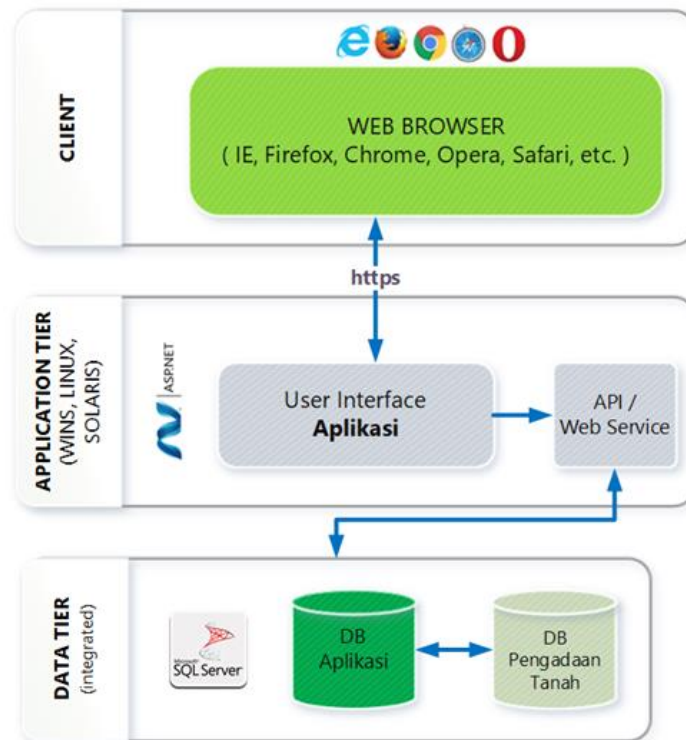 CLIENT
WEB BROWSER
( IE, Firefox, Chrome, Opera, Safari, etc. )
https
APPLICATION TIER
(WINS, LINUX,
SOLARIS)
ASP.NET
User Interface
Aplikasi
API /
Web Service
DATA TIER
(integrated)
Microsoft
SQL Server
DB
Aplikasi
DB
Pengadaan
Tanah